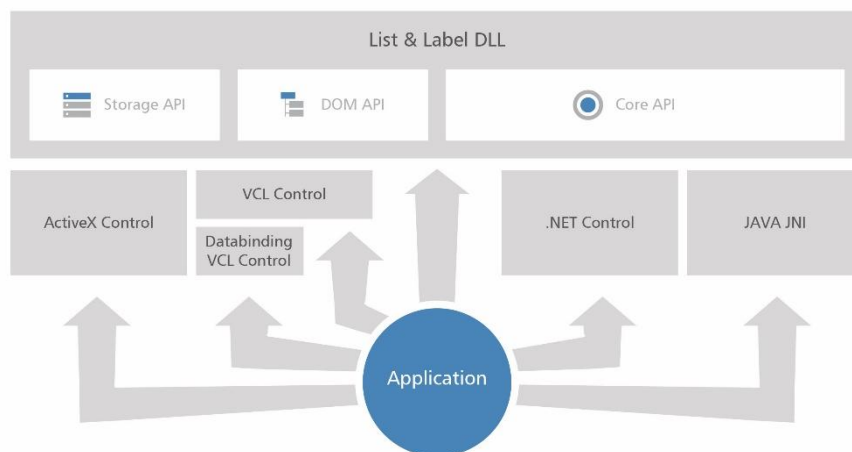 List & Label DLL
Storage API
DOM API
Core API
ActiveX Control
VCL Control
Databinding
VCL Control
.NET Control
JAVA JNI
Application